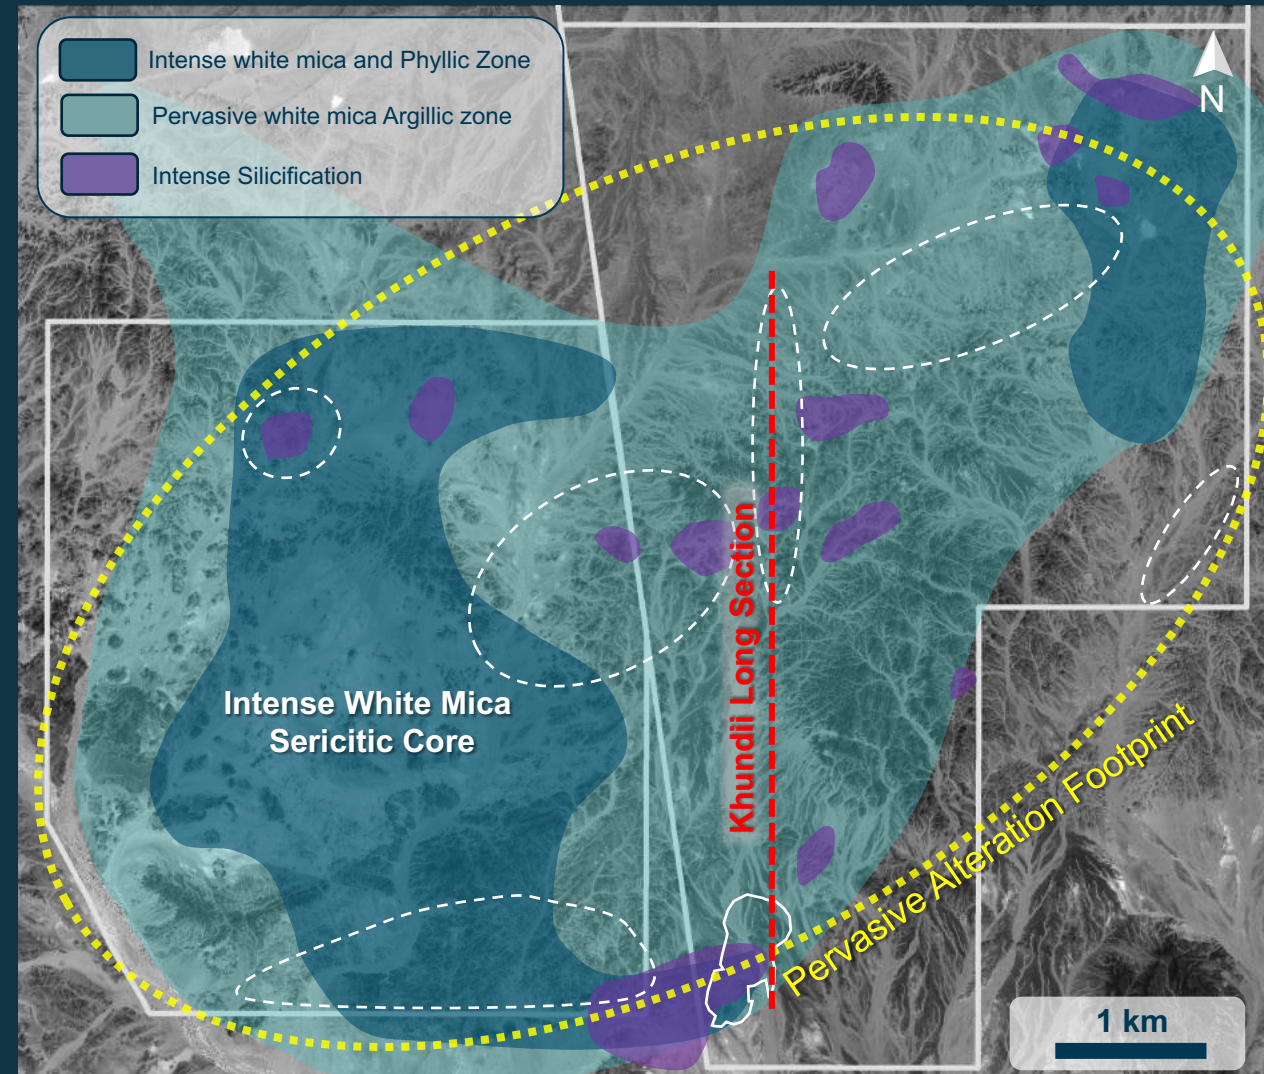 Intense white mica and Phyllic Zone
Pervasive white mica Argillic zone
Intense Silicification
N
Khundii Long Section
Intense White Mica
Sericitic Core
Pervasive Alteration Footprint
1 km